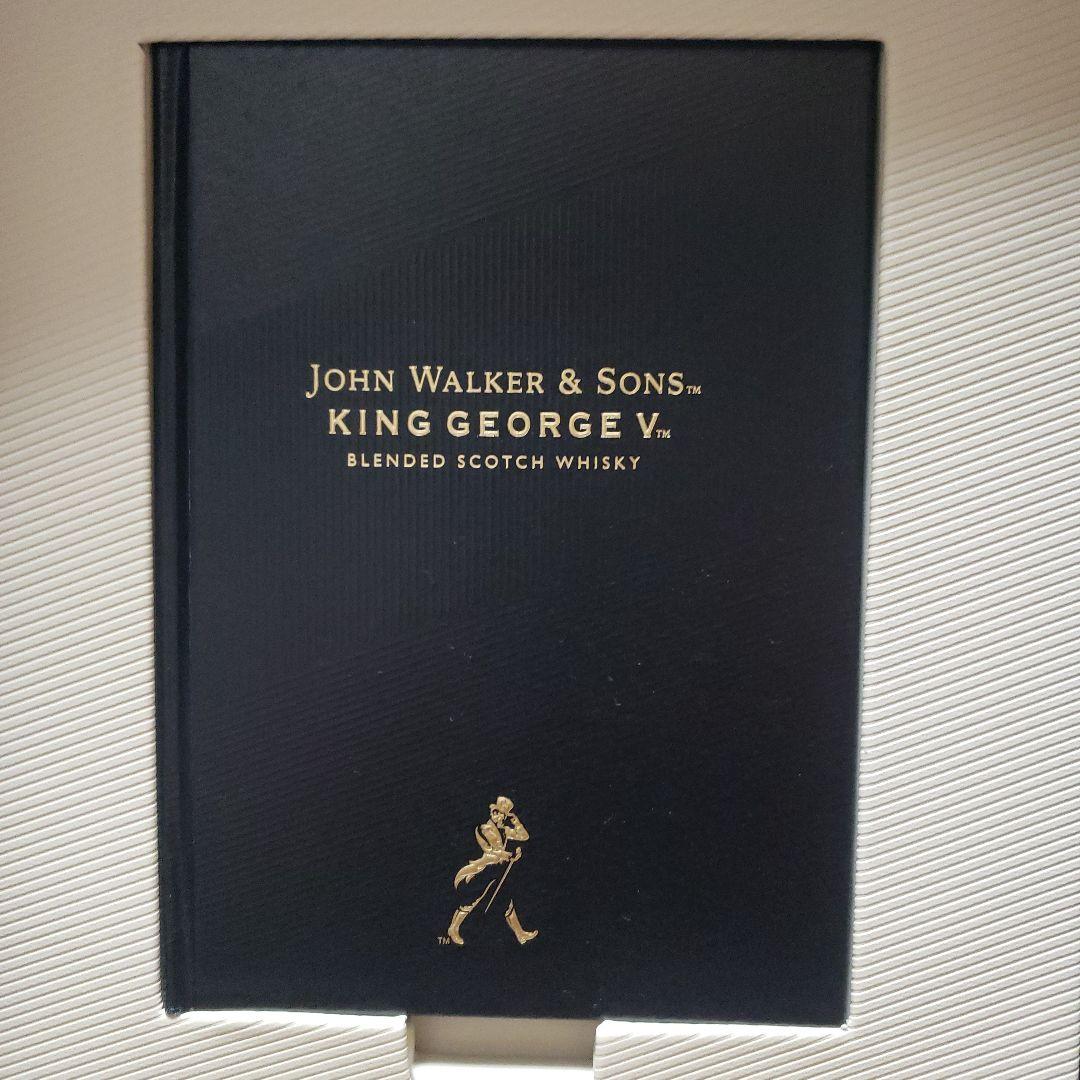 JOHN WALKER & SONS™
KING GEORGE V™
BLENDED SCOTCH WHISKY
TM